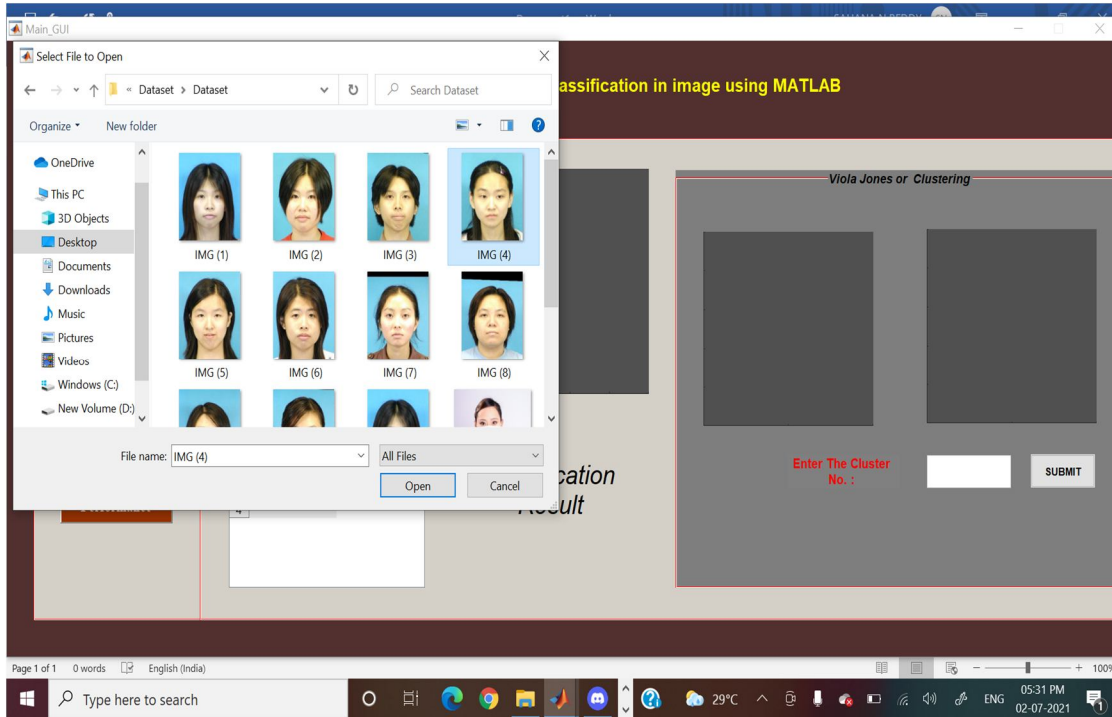 Main_GUI
Select File to Open
« Dataset > Dataset
Search Dataset
assification in image using MATLAB
Organize
New folder
OneDrive
This PC
3D Objects
Desktop
Documents
Downloads
Music
Pictures
Videos
Windows (C:)
New Volume (D:)
IMG (1)
IMG (2)
IMG (3)
IMG (4)
IMG (5)
IMG (6)
IMG (7)
IMG (8)
File name: IMG (4)
All Files
Open
Cancel
Viola Jones or Clustering
Enter The Cluster
No. :
SUBMIT
cation
Result
4
Page 1 of 1
0 words
English (India)
100%
Type here to search
29°C
ENG
05:31 PM
02-07-2021
1